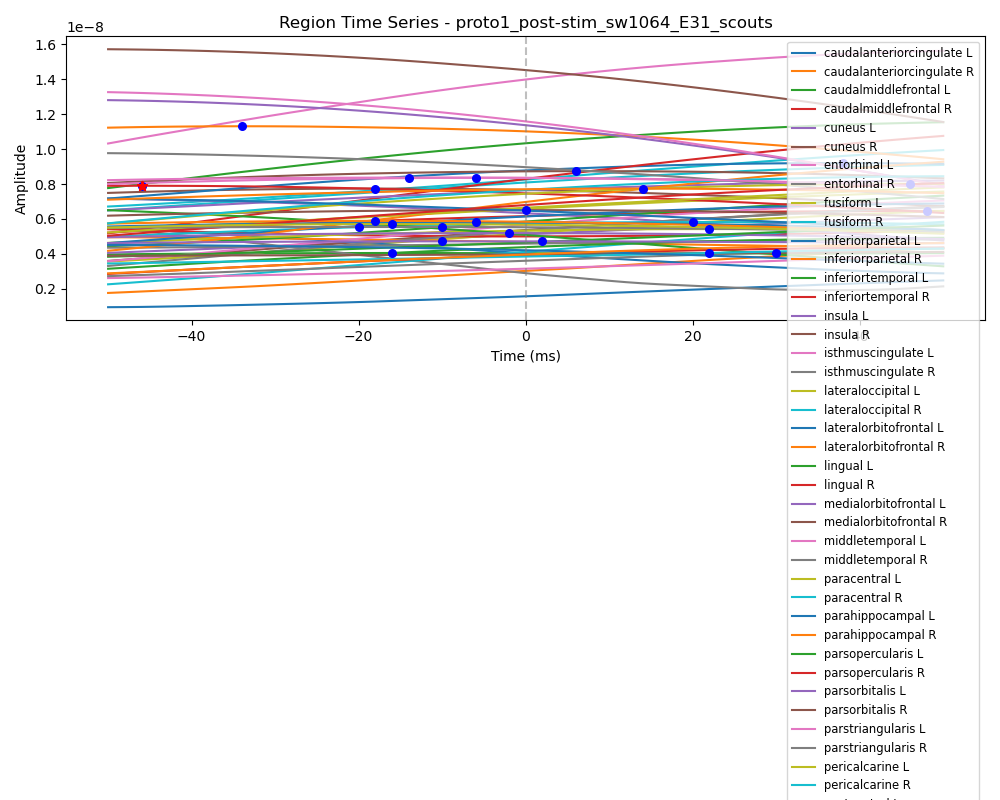 Region Time Series - proto1_post-stim_sw1064_E31_scouts
1e−8
1.6
1.4
1.2
1.0
0.8
0.6
0.4
0.2
Amplitude
−40
−20
0
20
Time (ms)
caudalanteriorcingulate L
caudalanteriorcingulate R
caudalmiddlefrontal L
caudalmiddlefrontal R
cuneus L
cuneus R
entorhinal L
entorhinal R
fusiform L
fusiform R
inferiorparietal L
inferiorparietal R
inferiortemporal L
inferiortemporal R
insula L
insula R
isthmuscingulate L
isthmuscingulate R
lateraloccipital L
lateraloccipital R
lateralorbitofrontal L
lateralorbitofrontal R
lingual L
lingual R
medialorbitofrontal L
medialorbitofrontal R
middletemporal L
middletemporal R
paracentral L
paracentral R
parahippocampal L
parahippocampal R
parsopercularis L
parsopercularis R
parsorbitalis L
parsorbitalis R
parstriangularis L
parstriangularis R
pericalcarine L
pericalcarine R